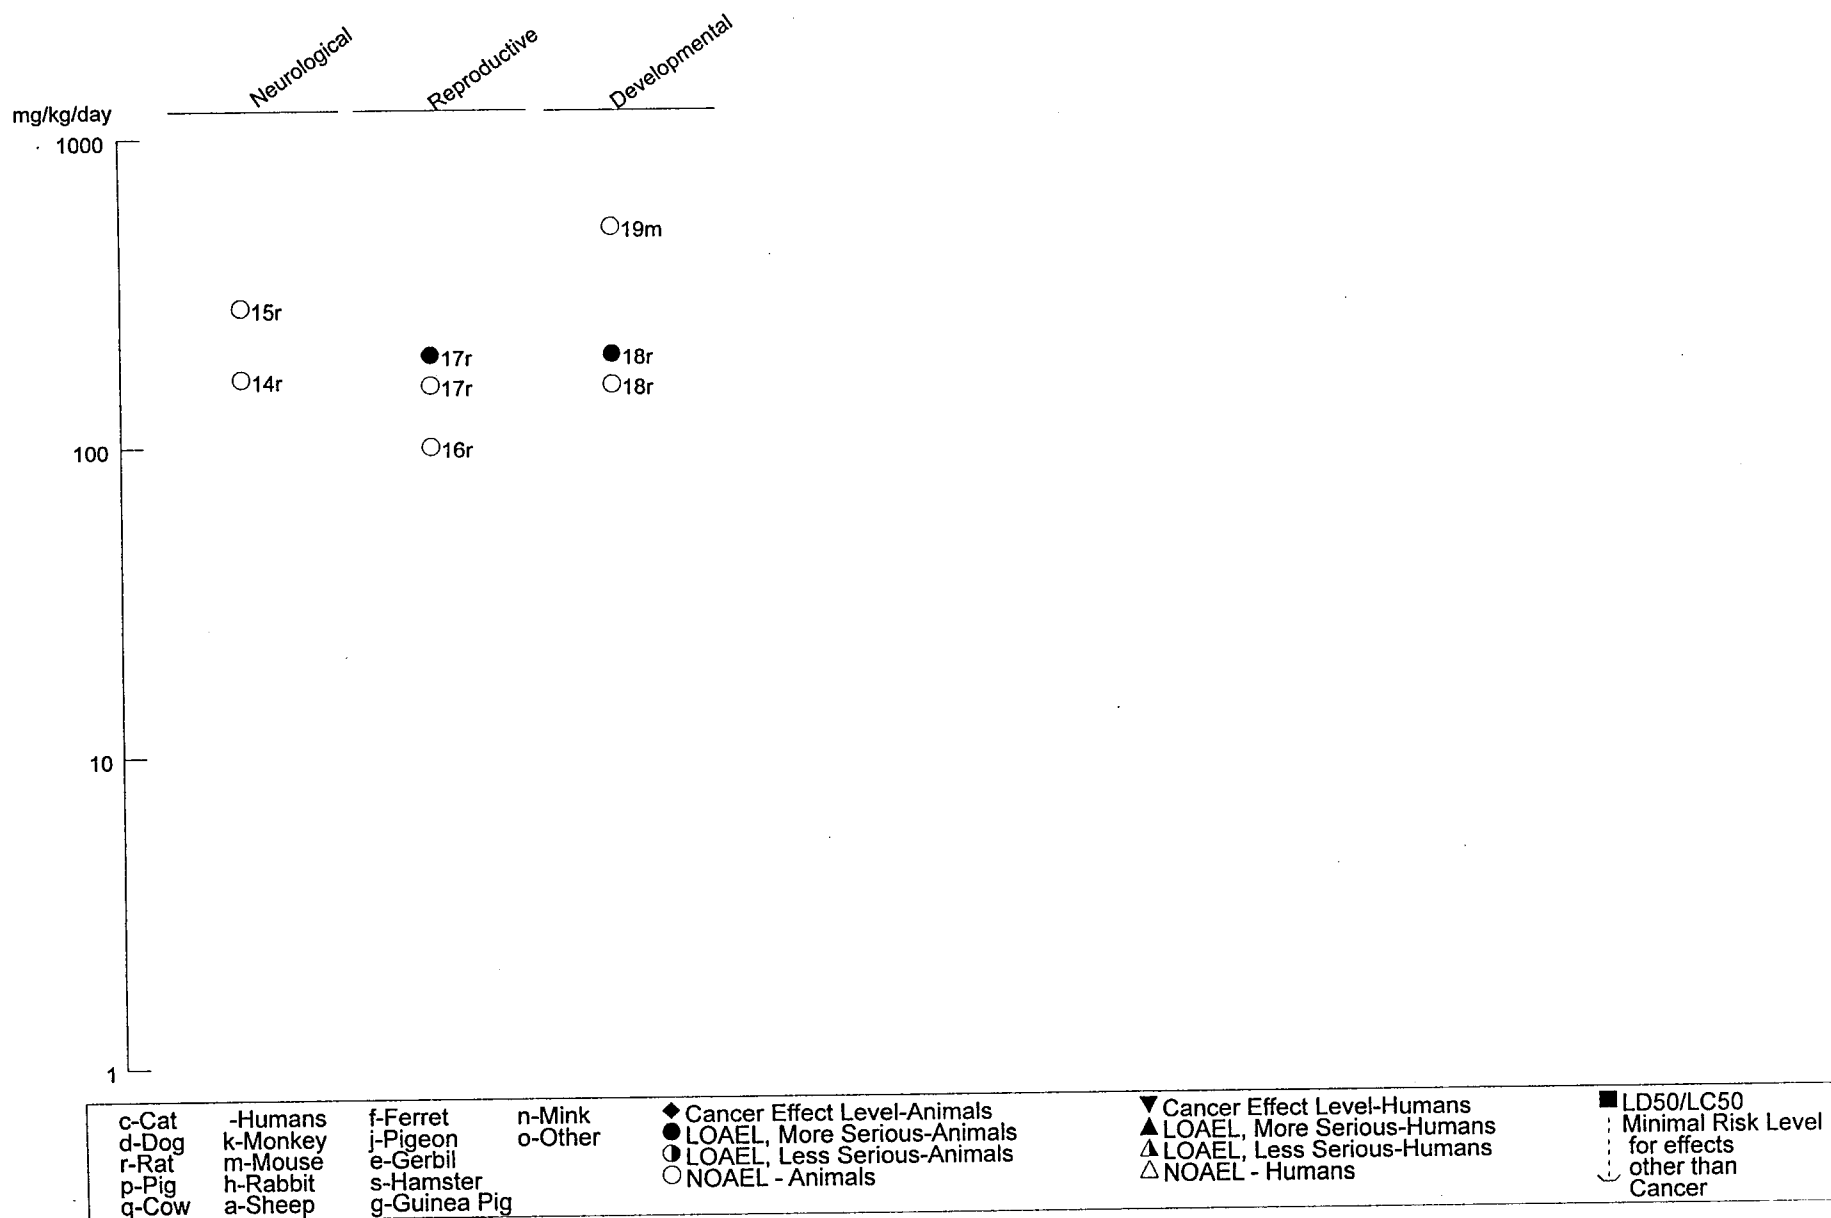 Neurological
Reproductive
Developmental
mg/kg/day
1000
19m
15r
17r
18r
14r
17r
18r
100
16r
10
1
c-Cat -Humans f-Ferret n-Mink
d-Dog k-Monkey j-Pigeon o-Other
r-Rat m-Mouse e-Gerbil
p-Pig h-Rabbit s-Hamster
q-Cow a-Sheep g-Guinea Pig
Cancer Effect Level-Animals
LOAEL, More Serious-Animals
LOAEL, Less Serious-Animals
NOAEL - Animals
Cancer Effect Level-Humans
LOAEL, More Serious-Humans
LOAEL, Less Serious-Humans
NOAEL - Humans
LD50/LC50
Minimal Risk Level
for effects
other than
Cancer